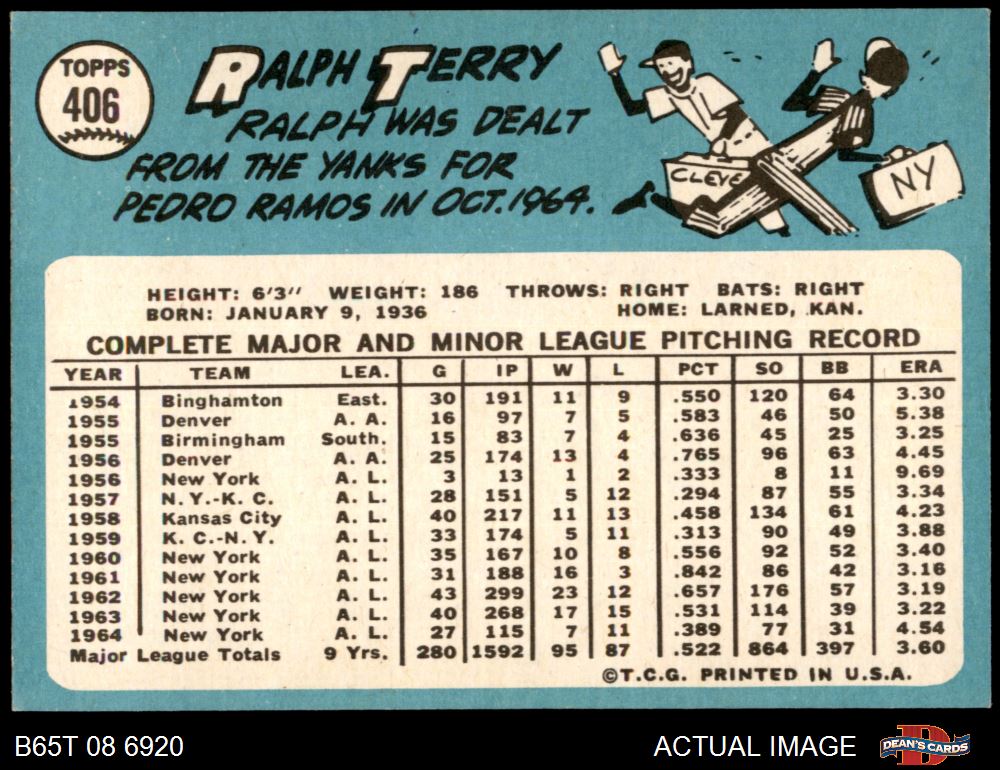 TOPPS
406
RALPH TERRY
RALPH WAS DEALT
FROM THE YANKS FOR
PEDRO RAMOS IN OCT. 1964.
CLEVE
NY
HEIGHT: 6'3" WEIGHT: 186 THROWS: RIGHT BATS: RIGHT
BORN: JANUARY 9, 1936 HOME: LARNED, KAN.
COMPLETE MAJOR AND MINOR LEAGUE PITCHING RECORD
YEAR TEAM LEA. G IP W L PCT SO BB ERA
1954 Binghamton East. 30 191 11 9 .550 120 64 3.30
1955 Denver A. A. 16 97 7 5 .583 46 50 5.38
1955 Birmingham South. 15 83 7 4 .636 45 25 3.25
1956 Denver A. A. 25 174 13 4 .765 96 63 4.45
1956 New York A. L. 3 13 1 2 .333 8 11 9.69
1957 N. Y.-K. C. A. L. 28 151 5 12 .294 87 55 3.34
1958 Kansas City A. L. 40 217 11 13 .458 134 61 4.23
1959 K. C.-N. Y. A. L. 33 174 5 11 .313 90 49 3.88
1960 New York A. L. 35 167 10 8 .556 92 52 3.40
1961 New York A. L. 31 188 16 3 .842 86 42 3.16
1962 New York A. L. 43 299 23 12 .657 176 57 3.19
1963 New York A. L. 40 268 17 15 .531 114 39 3.22
1964 New York A. L. 27 115 7 11 .389 77 31 4.54
Major League Totals 9 Yrs. 280 1592 95 87 .522 864 397 3.60
©T.C.G. PRINTED IN U.S.A.
B65T 08 6920 ACTUAL IMAGE DEAN'S CARDS